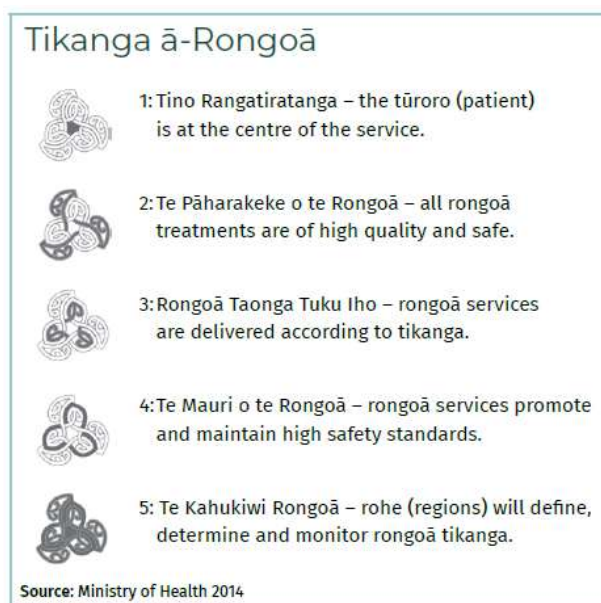 Tikanga ā-Rongoā
1: Tino Rangatiratanga – the tūroro (patient)
is at the centre of the service.
2: Te Pāharakeke o te Rongoā – all rongoā
treatments are of high quality and safe.
3: Rongoā Taonga Tuku Iho – rongoā services
are delivered according to tikanga.
4: Te Mauri o te Rongoā – rongoā services promote
and maintain high safety standards.
5: Te Kahukiwi Rongoā – rohe (regions) will define,
determine and monitor rongoā tikanga.
Source: Ministry of Health 2014